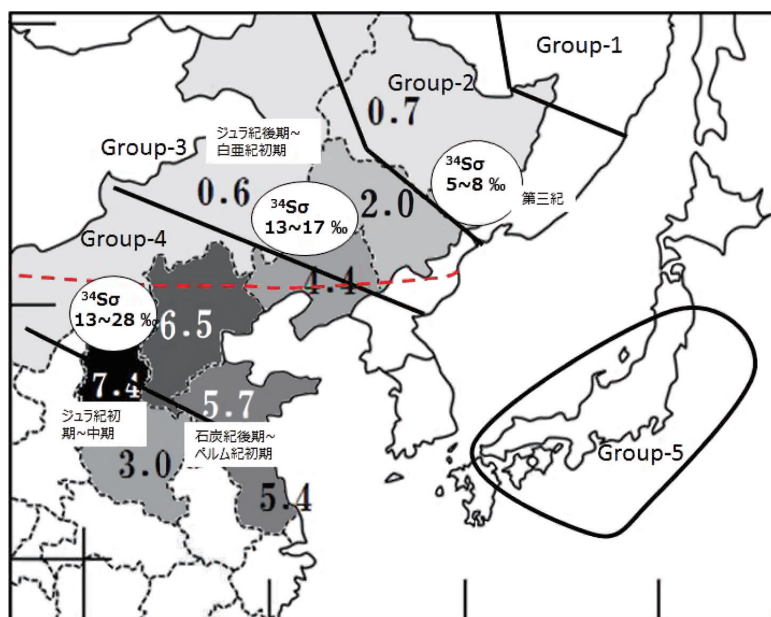 Group-1
Group-2
0.7
Group-3
ジュラ紀後期~
白亜紀初期
³⁴Sσ
5~8 ‰
第三紀
0.6
³⁴Sσ
13~17 ‰
2.0
Group-4
4.4
³⁴Sσ
13~28 ‰
6.5
7.4
5.7
ジュラ紀初
期~中期
石炭紀後期~
ペルム紀初期
3.0
5.4
Group-5